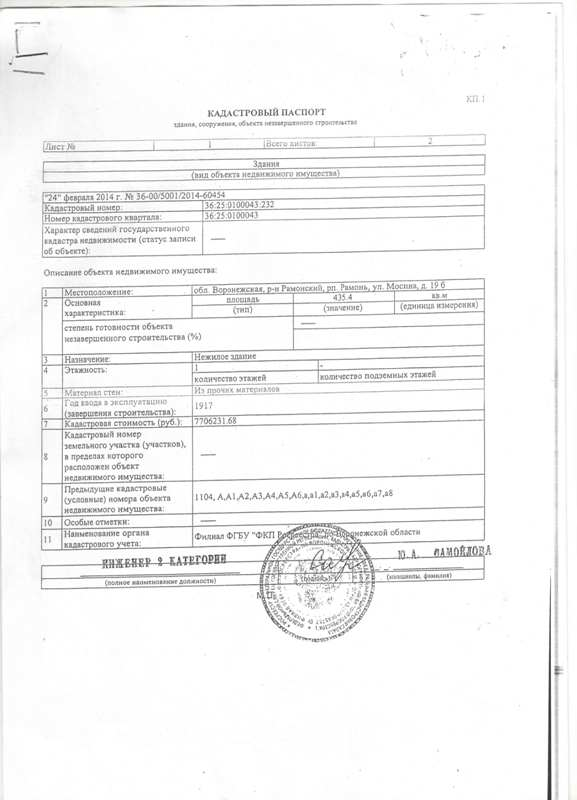 КП.1
КАДАСТРОВЫЙ ПАСПОРТ
здания, сооружения, объекта незавершенного строительства
Лист № 1 Всего листов: 2
Здания
(вид объекта недвижимого имущества)
"24" февраля 2014 г. № 36-00/5001/2014-60454
Кадастровый номер: 36:25:0100043:232
Номер кадастрового квартала: 36:25:0100043
Характер сведений государственного
кадастра недвижимости (статус записи —
об объекте):
Описание объекта недвижимого имущества:
1 Местоположение: обл. Воронежская, р-н Рамонский, рп. Рамонь, ул. Мосина, д. 19 б
2 Основная площадь 435.4 кв.м
характеристика: (тип) (значение) (единица измерения)
степень готовности объекта —
незавершенного строительства (%)
3 Назначение: Нежилое здание
4 Этажность: 1 -
количество этажей количество подземных этажей
5 Материал стен: Из прочих материалов
6 Год ввода в эксплуатацию 1917
(завершения строительства):
7 Кадастровая стоимость (руб.): 7706231.68
Кадастровый номер
земельного участка (участков),
8 в пределах которого —
расположен объект
недвижимого имущества:
Предыдущие кадастровые
9 (условные) номера объекта 1104, А,А1,А2,А3,А4,А5,А6,а,а1,а2,а3,а4,а5,а6,а7,а8
недвижимого имущества:
10 Особые отметки: —
11 Наименование органа Филиал ФГБУ "ФКП Росреестра" по Воронежской области
кадастрового учета:
ИНЖЕНЕР 2 КАТЕГОРИИ Ю.А. САМОЙЛОВА
(полное наименование должности) (подпись) (инициалы, фамилия)